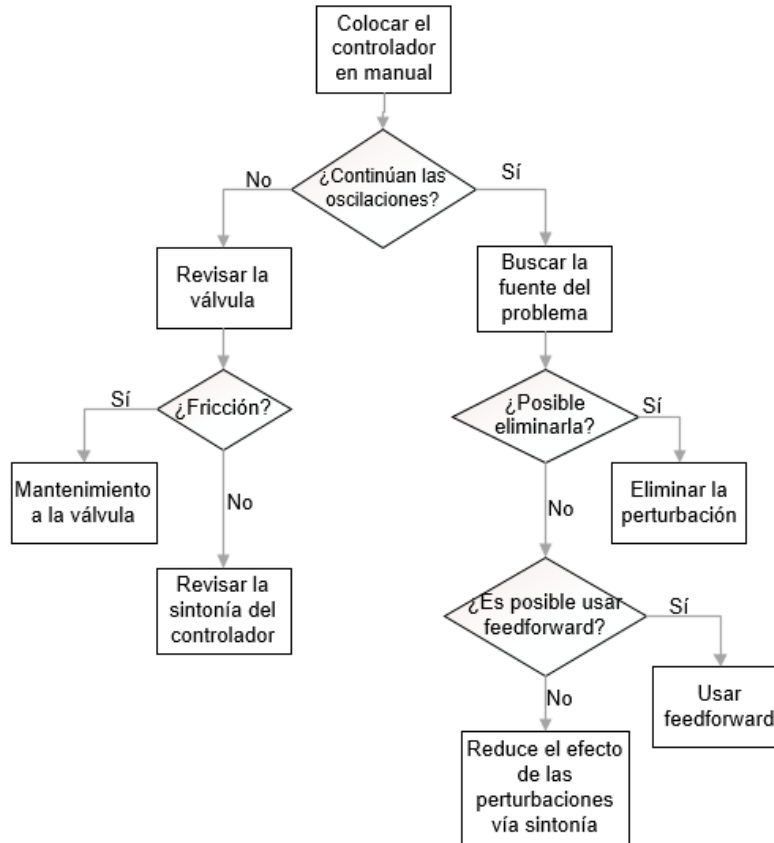 Colocar el
controlador
en manual
¿Continúan las
oscilaciones?
No
Sí
Revisar la
válvula
Buscar la
fuente del
problema
¿Fricción?
Sí
No
¿Posible
eliminarla?
Sí
No
Mantenimiento
a la válvula
Eliminar la
perturbación
Revisar la
sintonía del
controlador
¿Es posible usar
feedforward?
Sí
No
Usar
feedforward
Reduce el efecto
de las
perturbaciones
vía sintonía